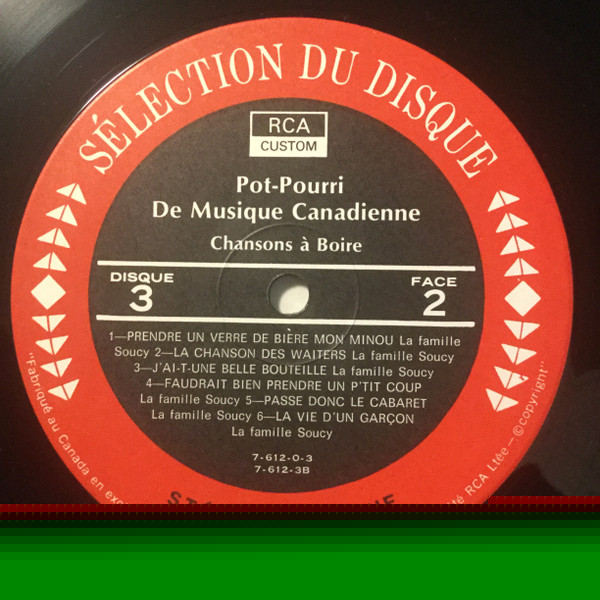 SÉLECTION DU DISQUE
RCA
CUSTOM
Pot-Pourri
De Musique Canadienne
Chansons à Boire
DISQUE
3
FACE
2
1—PRENDRE UN VERRE DE BIÈRE MON MINOU La famille
Soucy 2—LA CHANSON DES WAITERS La famille Soucy
3—J'AI-T-UNE BELLE BOUTEILLE La famille Soucy
4—FAUDRAIT BIEN PRENDRE UN P'TIT COUP
La famille Soucy 5—PASSE DONC LE CABARET
La famille Soucy 6—LA VIE D'UN GARÇON
La famille Soucy
7-612-0-3
7-612-3B
"Fabriqué au Canada en
RCA Ltée—©copyright"